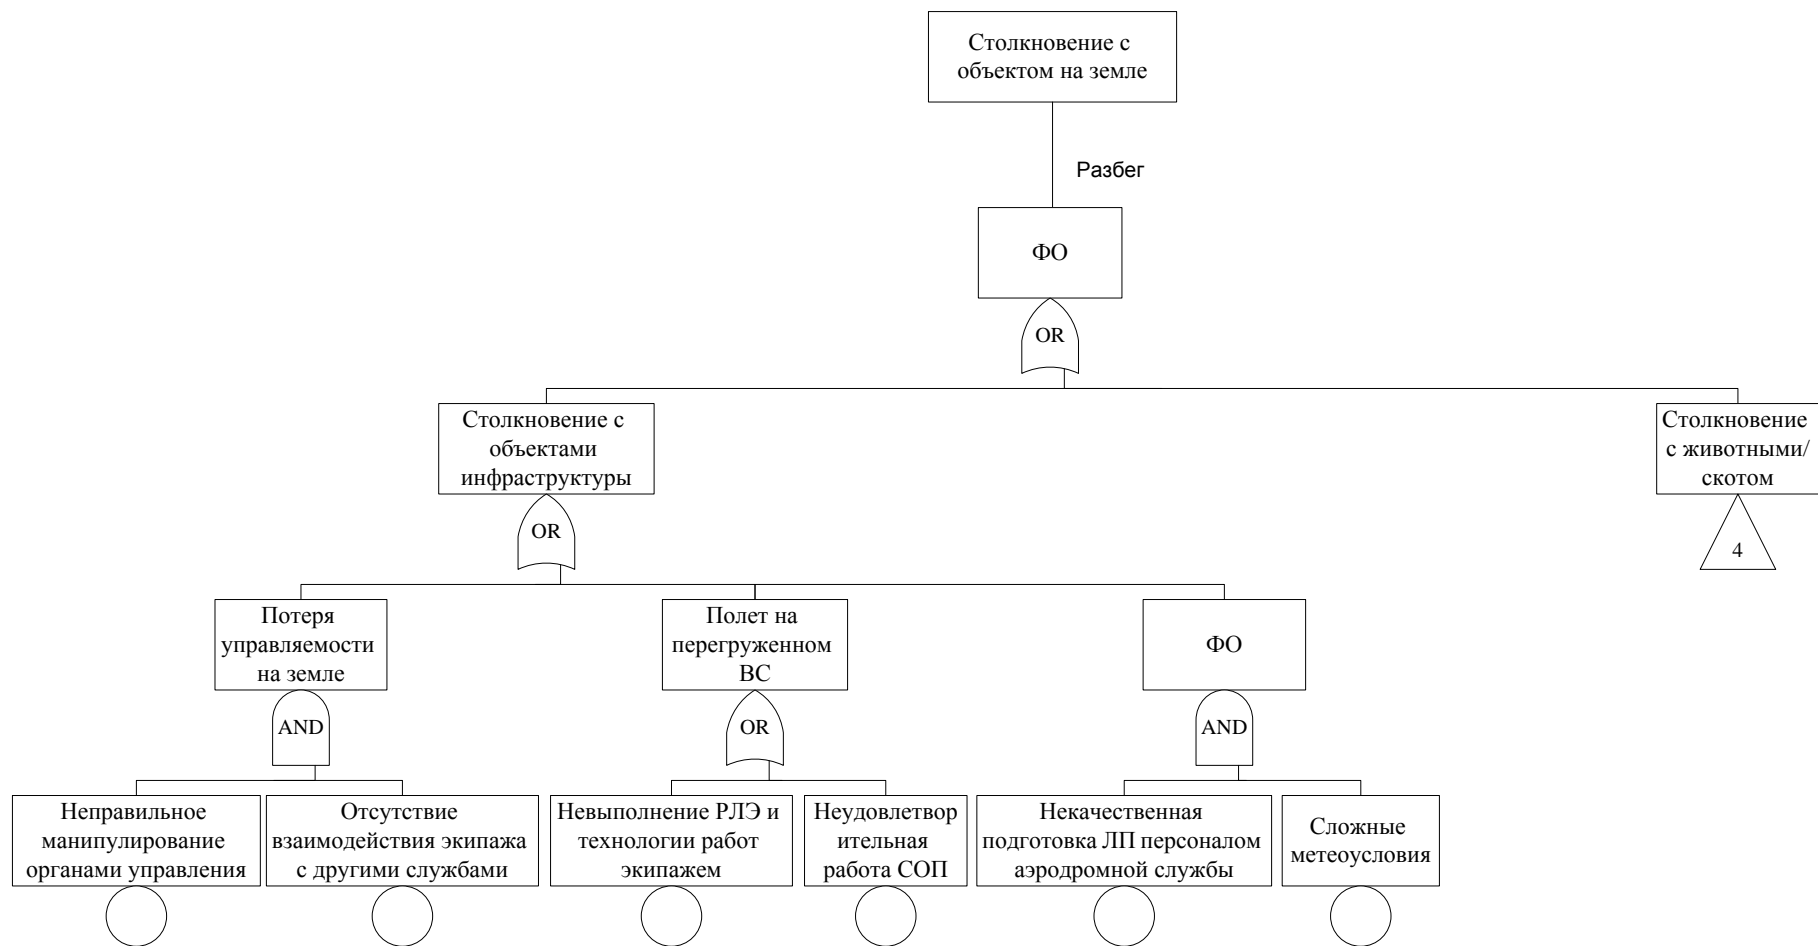 Столкновение с
объектом на земле
Разбег
ФО
OR
Столкновение с
объектами
инфраструктуры
Столкновение
с животными/
скотом
OR
4
Потеря
управляемости
на земле
Полет на
перегруженном
ВС
ФО
AND
OR
AND
Неправильное
манипулирование
органами управления
Отсутствие
взаимодействия экипажа
с другими службами
Невыполнение РЛЭ и
технологии работ
экипажем
Неудовлетвор
ительная
работа СОП
Некачественная
подготовка ЛП персоналом
аэродромной службы
Сложные
метеоусловия